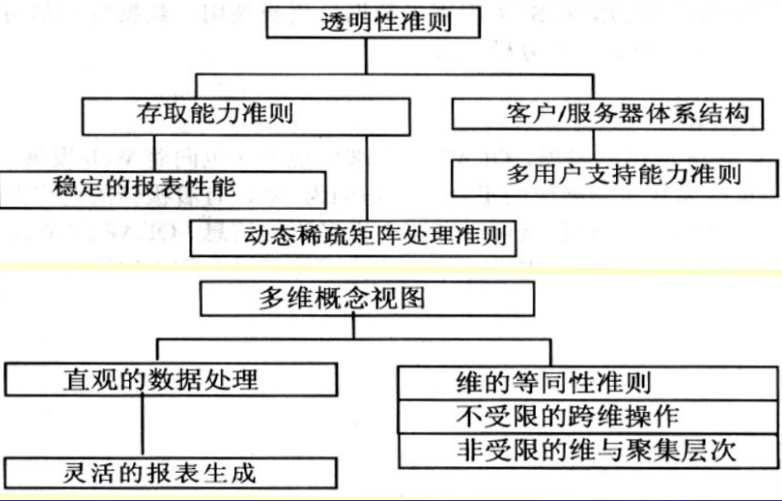 透明性准则
存取能力准则
客户/服务器体系结构
稳定的报表性能
多用户支持能力准则
动态稀疏矩阵处理准则
多维概念视图
直观的数据处理
维的等同性准则
不受限的跨维操作
非受限的维与聚集层次
灵活的报表生成